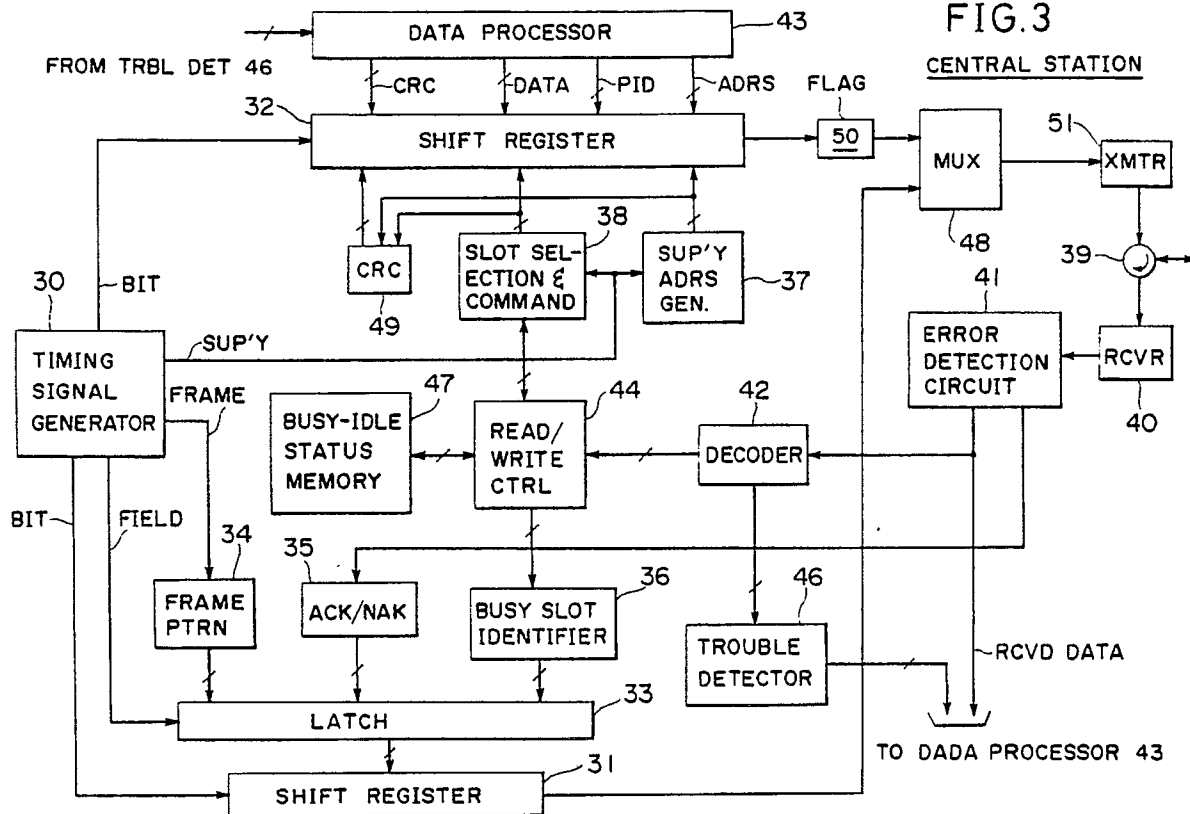 FIG.3
CENTRAL STATION
DATA PROCESSOR
43
FROM TRBL DET 46
CRC
DATA
PID
ADRS
32
SHIFT REGISTER
FLAG
50
MUX
48
51
XMTR
39
CRC
49
SLOT SEL-
ECTION &
COMMAND
38
SUP'Y
ADRS
GEN.
37
30
BIT
TIMING
SIGNAL
GENERATOR
SUP'Y
FRAME
41
ERROR
DETECTION
CIRCUIT
RCVR
40
47
BUSY-IDLE
STATUS
MEMORY
44
READ/
WRITE
CTRL
42
DECODER
BIT
FIELD
34
FRAME
PTRN
35
ACK/NAK
36
BUSY SLOT
IDENTIFIER
46
TROUBLE
DETECTOR
RCVD DATA
LATCH
33
TO DADA PROCESSOR 43
31
SHIFT REGISTER